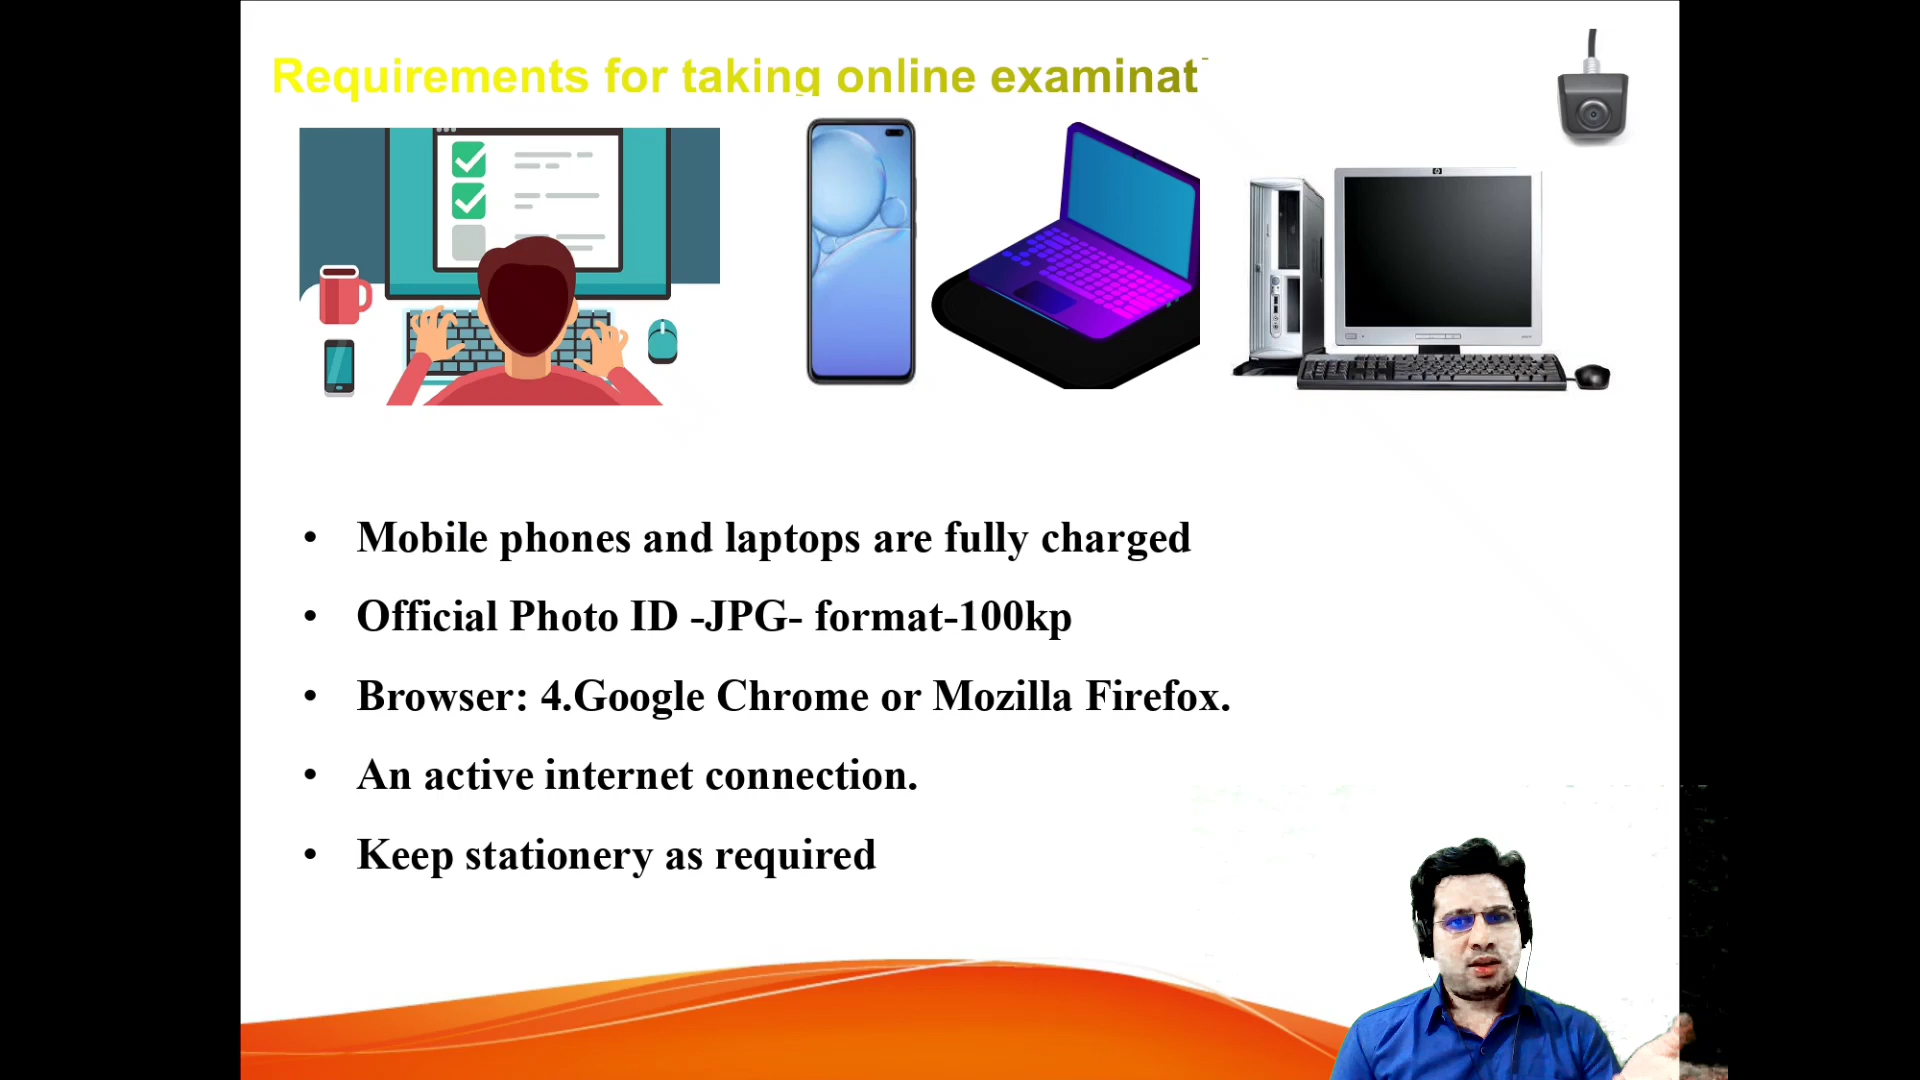 Requirements for taking online examinat
• Mobile phones and laptops are fully charged
• Official Photo ID -JPG- format-100kp
• Browser: 4.Google Chrome or Mozilla Firefox.
• An active internet connection.
• Keep stationery as required